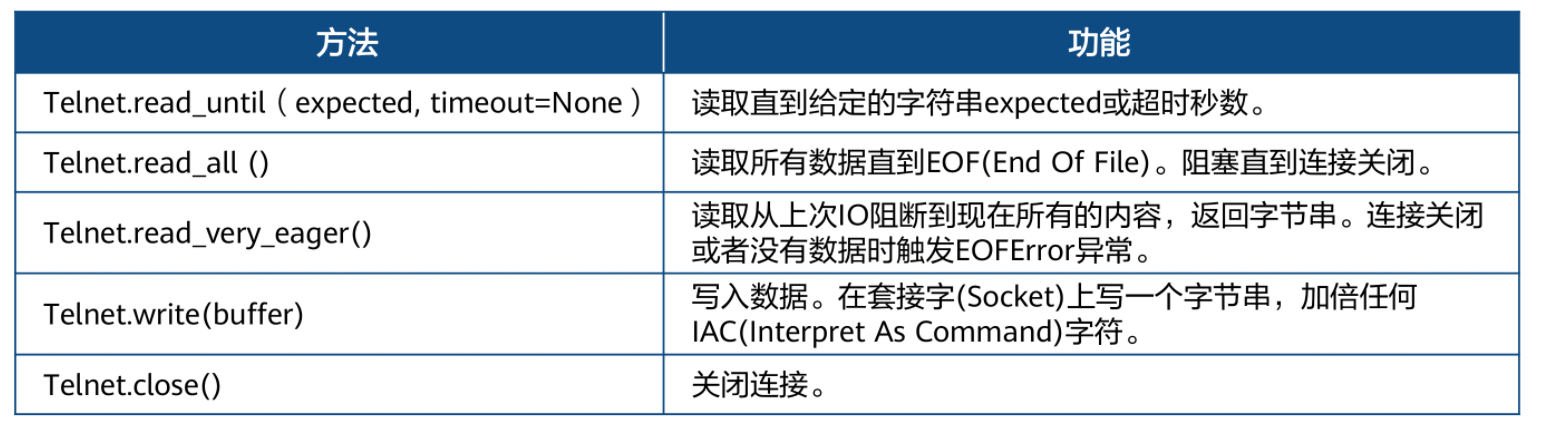 方法
功能
Telnet.read_until（expected, timeout=None）
读取直到给定的字符串expected或超时秒数。
Telnet.read_all ()
读取所有数据直到EOF(End Of File)。阻塞直到连接关闭。
Telnet.read_very_eager()
读取从上次IO阻断到现在所有的内容，返回字节串。连接关闭
或者没有数据时触发EOFError异常。
Telnet.write(buffer)
写入数据。在套接字(Socket)上写一个字节串，加倍任何
IAC(Interpret As Command)字符。
Telnet.close()
关闭连接。